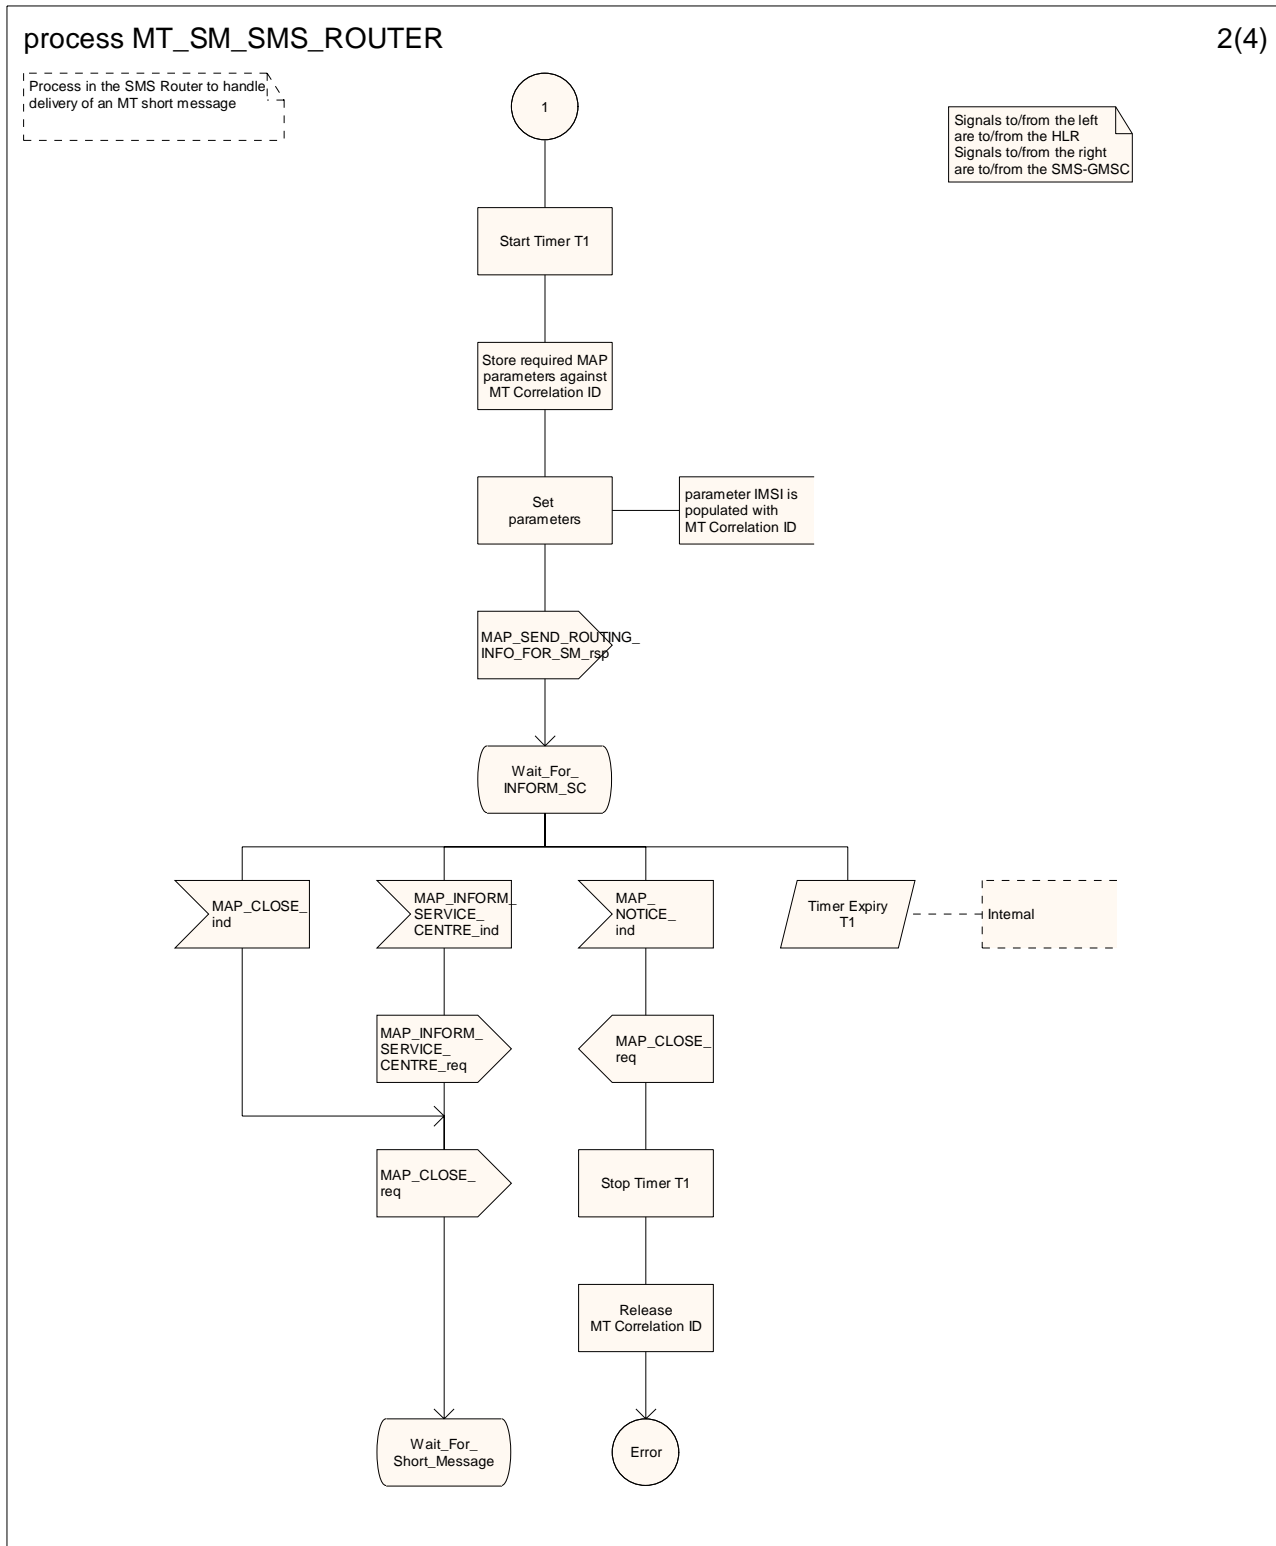 process MT_SM_SMS_ROUTER
2(4)
Process in the SMS Router to handle
delivery of an MT short message
1
Signals to/from the left
are to/from the HLR
Signals to/from the right
are to/from the SMS-GMSC
Start Timer T1
Store required MAP
parameters against
MT Correlation ID
Set
parameters
parameter IMSI is
populated with
MT Correlation ID
MAP_SEND_ROUTING_
INFO_FOR_SM_rsp
Wait_For_
INFORM_SC
MAP_CLOSE_
ind
MAP_INFORM_
SERVICE_
CENTRE_ind
MAP_
NOTICE_
ind
Timer Expiry
T1
Internal
MAP_INFORM_
SERVICE_
CENTRE_req
MAP_CLOSE_
req
MAP_CLOSE_
req
Stop Timer T1
Release
MT Correlation ID
Wait_For_
Short_Message
Error